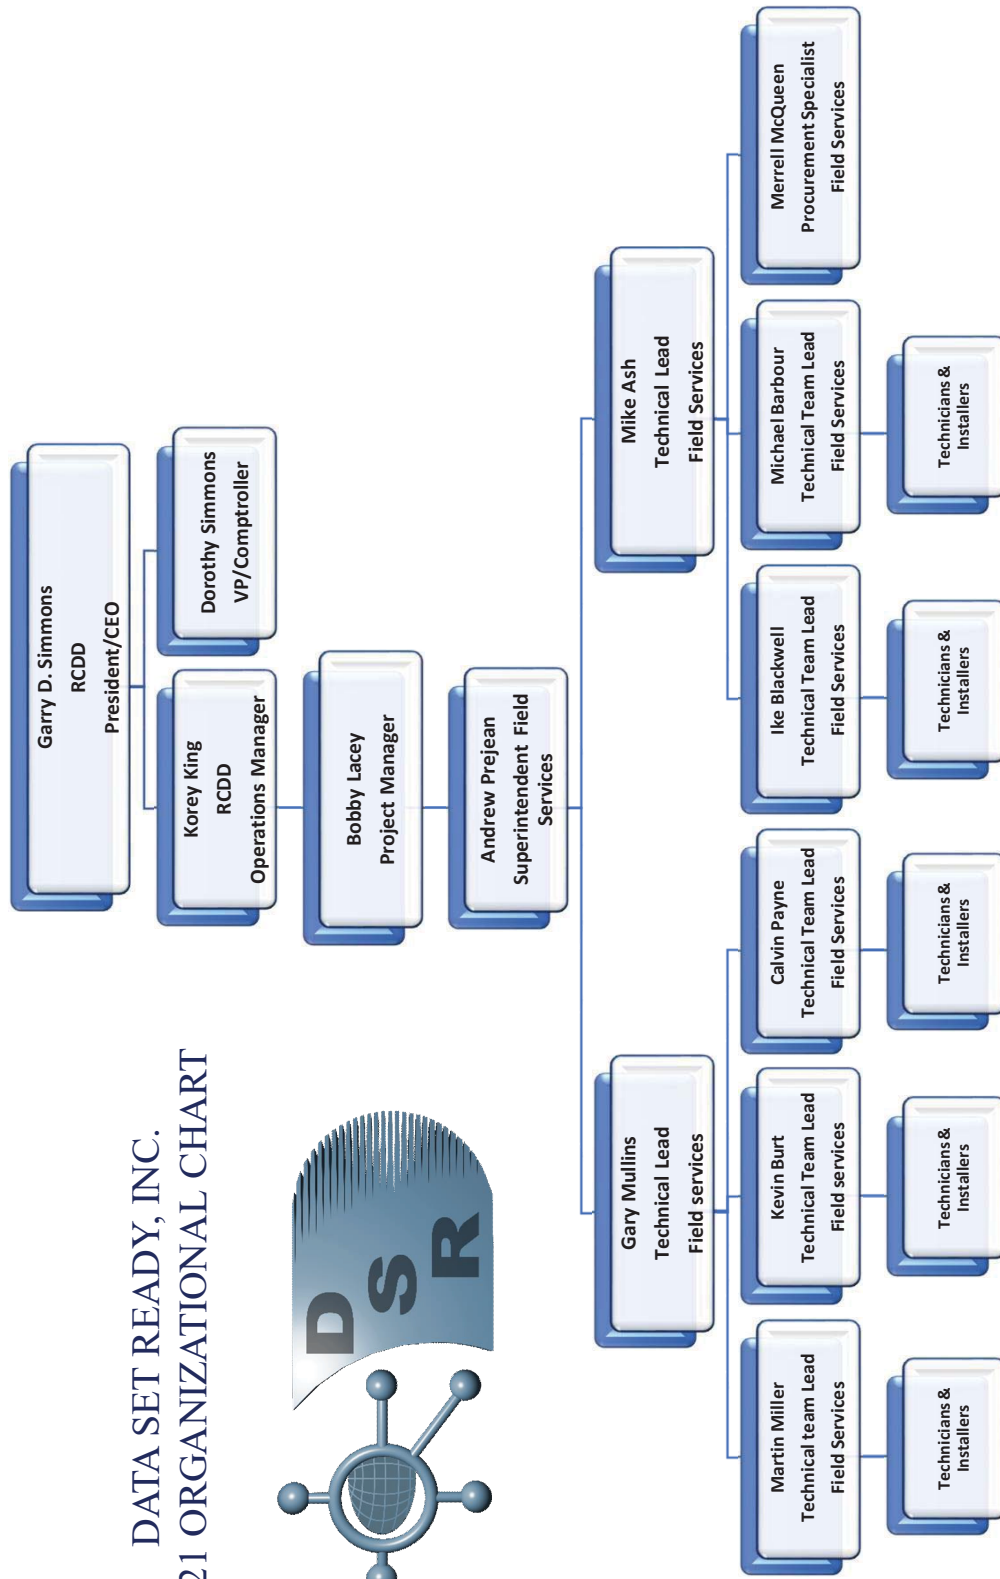 DATA SET READY, INC.
21 ORGANIZATIONAL CHART
D
S
R
Garry D. Simmons
RCDD
President/CEO
Korey King
RCDD
Operations Manager
Dorothy Simmons
VP/Comptroller
Bobby Lacey
Project Manager
Andrew Prejean
Superintendent Field
Services
Gary Mullins
Technical Lead
Field services
Mike Ash
Technical Lead
Field Services
Martin Miller
Technical team Lead
Field Services
Kevin Burt
Technical Team Lead
Field services
Calvin Payne
Technical Team Lead
Field Services
Ike Blackwell
Technical Team Lead
Field Services
Michael Barbour
Technical Team Lead
Field Services
Merrell McQueen
Procurement Specialist
Field Services
Technicians &
Installers
Technicians &
Installers
Technicians &
Installers
Technicians &
Installers
Technicians &
Installers